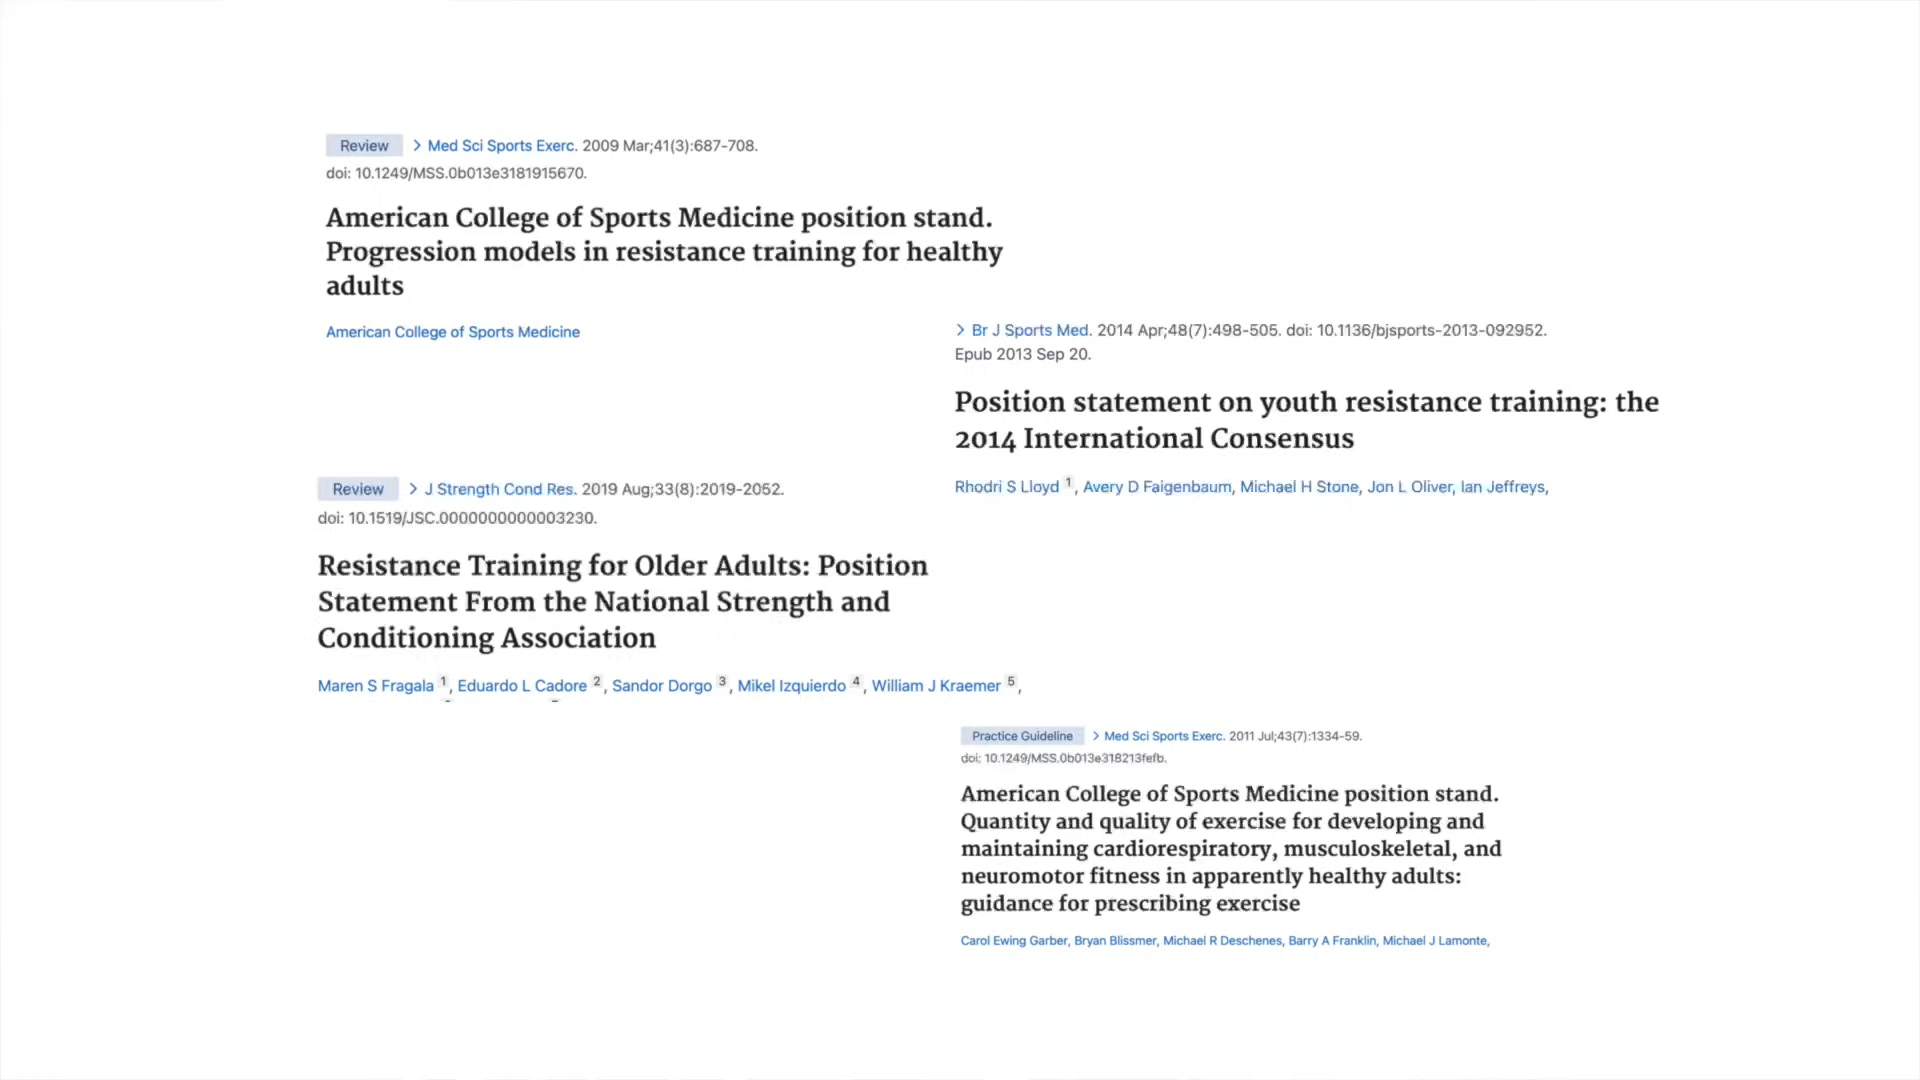 Review > Med Sci Sports Exerc. 2009 Mar;41(3):687-708.
doi: 10.1249/MSS.0b013e3181915670.
American College of Sports Medicine position stand.
Progression models in resistance training for healthy
adults
American College of Sports Medicine
> Br J Sports Med. 2014 Apr;48(7):498-505. doi: 10.1136/bjsports-2013-092952.
Epub 2013 Sep 20.
Position statement on youth resistance training: the
2014 International Consensus
Rhodri S Lloyd 1, Avery D Faigenbaum, Michael H Stone, Jon L Oliver, Ian Jeffreys,
Review > J Strength Cond Res. 2019 Aug;33(8):2019-2052.
doi: 10.1519/JSC.0000000000003230.
Resistance Training for Older Adults: Position
Statement From the National Strength and
Conditioning Association
Maren S Fragala 1, Eduardo L Cadore 2, Sandor Dorgo 3, Mikel Izquierdo 4, William J Kraemer 5,
Practice Guideline > Med Sci Sports Exerc. 2011 Jul;43(7):1334-59.
doi: 10.1249/MSS.0b013e318213fefb.
American College of Sports Medicine position stand.
Quantity and quality of exercise for developing and
maintaining cardiorespiratory, musculoskeletal, and
neuromotor fitness in apparently healthy adults:
guidance for prescribing exercise
Carol Ewing Garber, Bryan Blissmer, Michael R Deschenes, Barry A Franklin, Michael J Lamonte,